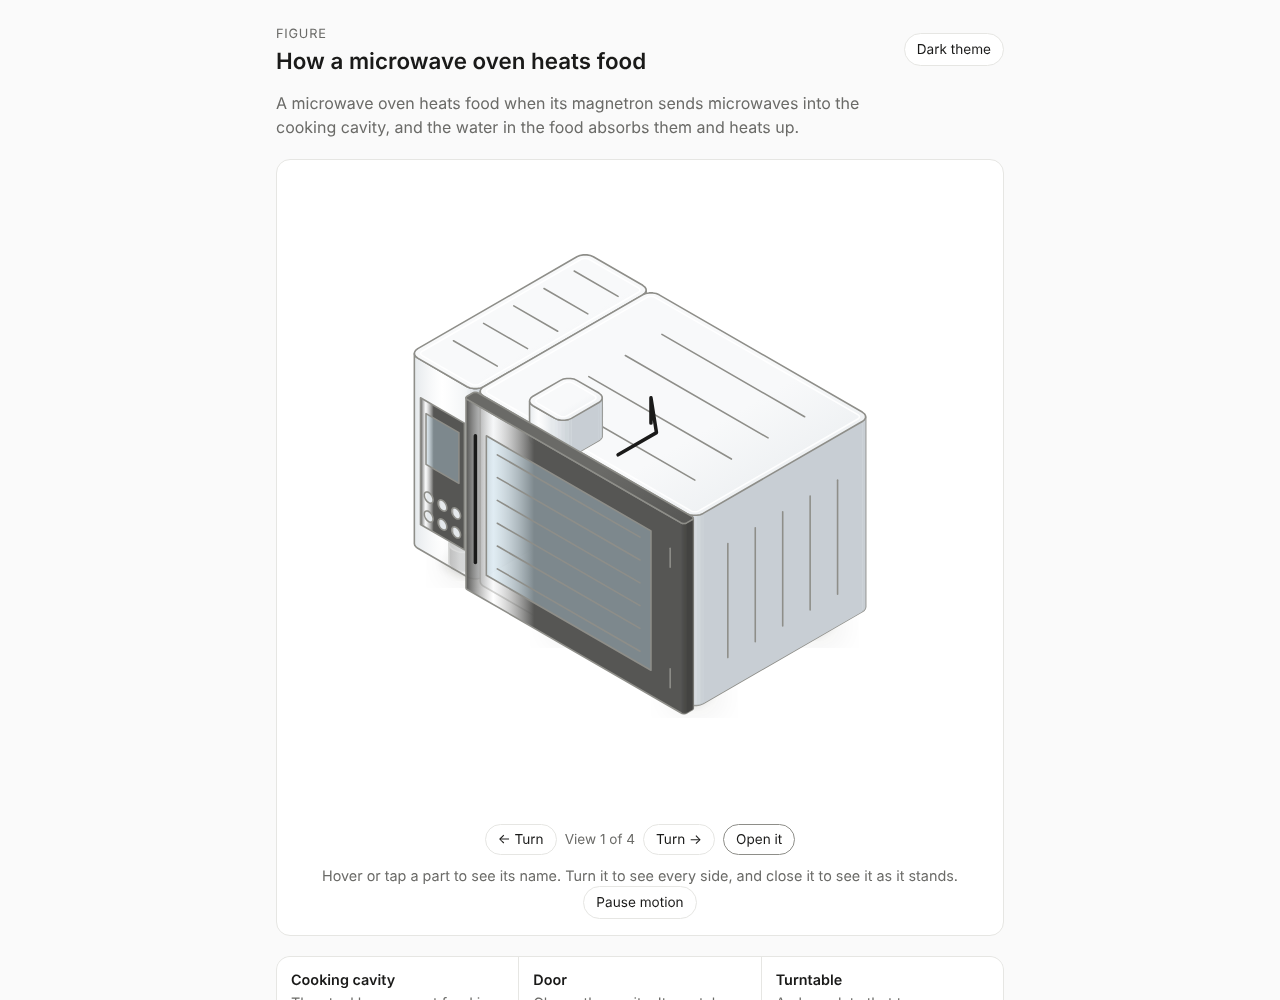 FIGURE
How a microwave oven heats food
Dark theme
A microwave oven heats food when its magnetron sends microwaves into the
cooking cavity, and the water in the food absorbs them and heats up.
← Turn
View 1 of 4
Turn →
Open it
Hover or tap a part to see its name. Turn it to see every side, and close it to see it as it stands.
Pause motion
Cooking cavity
Door
Turntable